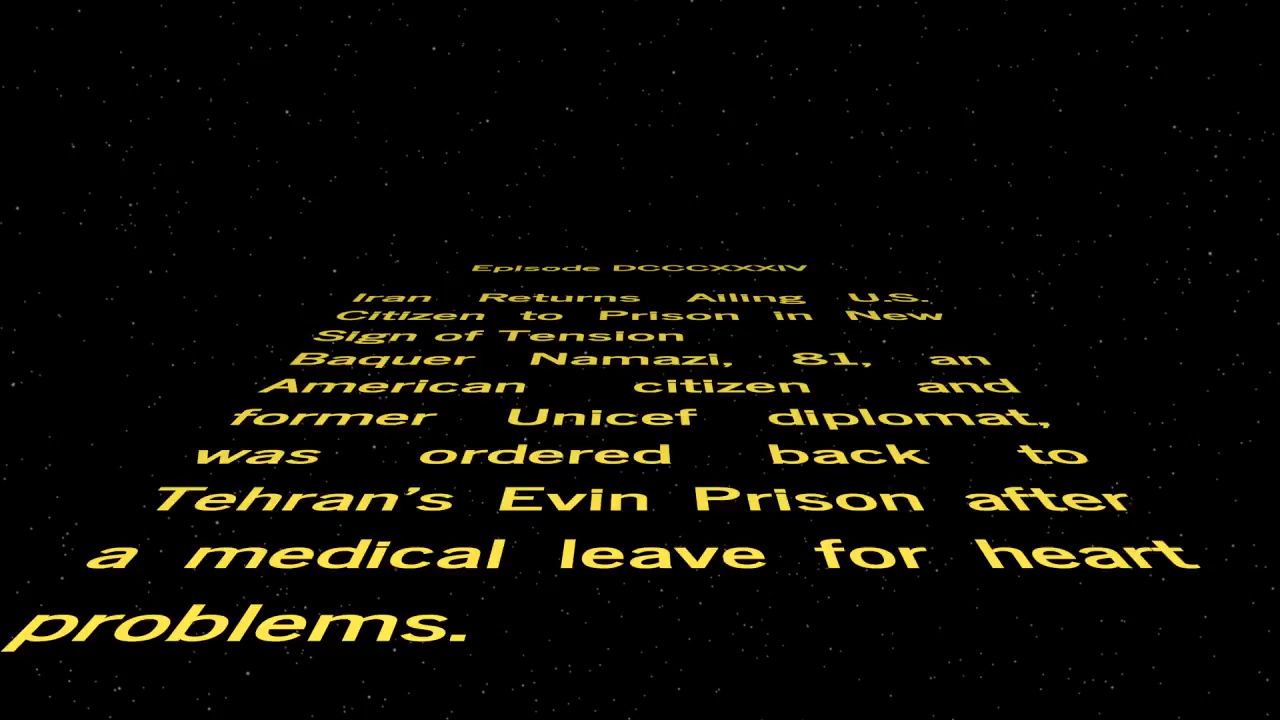 Episode DCCCXXXIV
Iran Returns Ailing U.S.
Citizen to Prison in New
Sign of Tension
Baquer Namazi, 81, an
American citizen and
former Unicef diplomat,
was ordered back to
Tehran’s Evin Prison after
a medical leave for heart
problems.